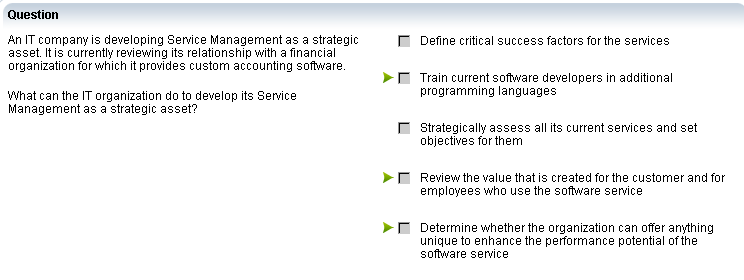 Question
An IT company is developing Service Management as a strategic
asset. It is currently reviewing its relationship with a financial
organization for which it provides custom accounting software.
What can the IT organization do to develop its Service
Management as a strategic asset?
Define critical success factors for the services
Train current software developers in additional
programming languages
Strategically assess all its current services and set
objectives for them
Review the value that is created for the customer and for
employees who use the software service
Determine whether the organization can offer anything
unique to enhance the performance potential of the
software service